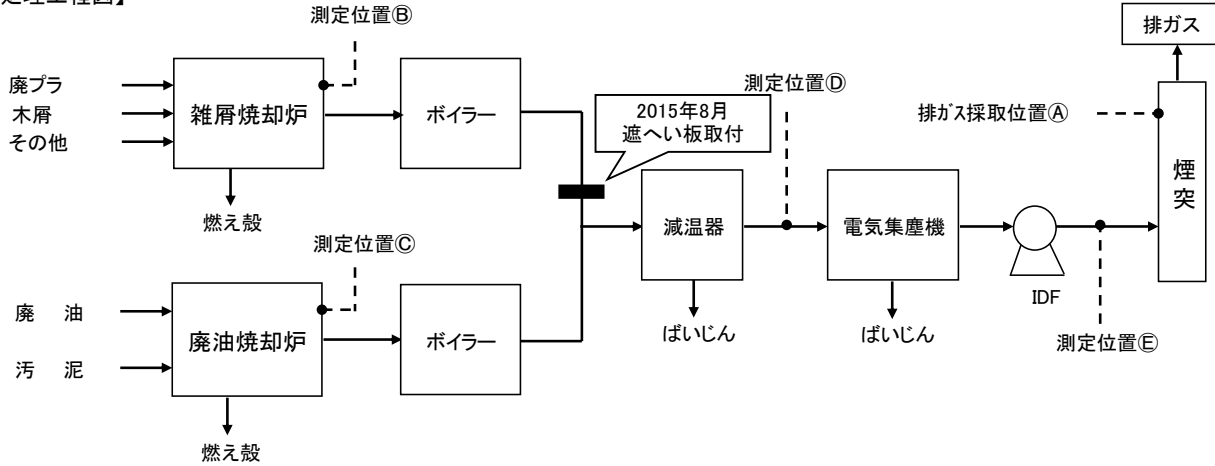 処理工程図】
測定位置Ⓑ
排ガス
廃プラ
木屑
その他
雑屑焼却炉
ボイラー
2015年8月
遮へい板取付
測定位置Ⓓ
排ガス採取位置Ⓐ
煙突
燃え殻
測定位置Ⓒ
減温器
電気集塵機
IDF
廃 油
汚 泥
廃油焼却炉
ボイラー
ばいじん
ばいじん
測定位置Ⓔ
燃え殻